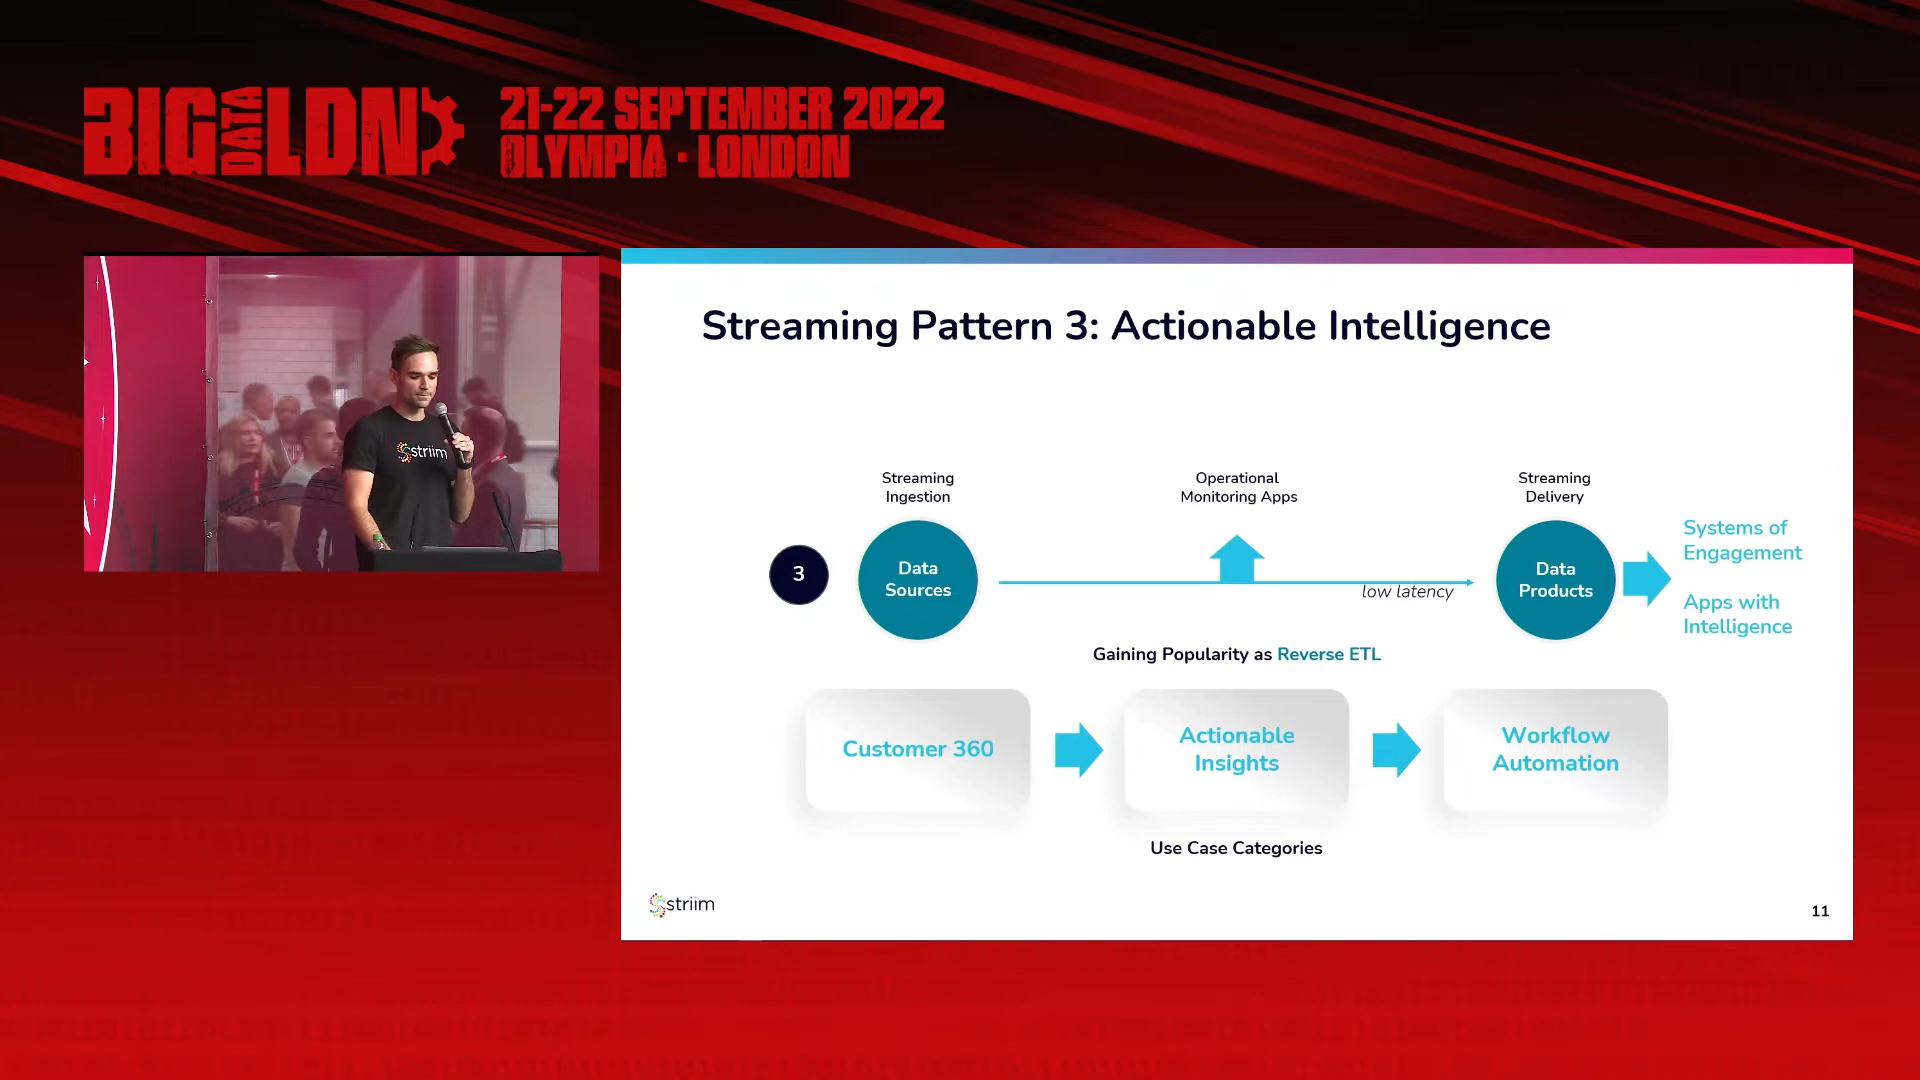 BIG DATA LDN
21-22 SEPTEMBER 2022
OLYMPIA · LONDON
striim
Streaming Pattern 3: Actionable Intelligence
Streaming
Ingestion
Operational
Monitoring Apps
Streaming
Delivery
3
Data
Sources
low latency
Data
Products
Systems of
Engagement
Apps with
Intelligence
Gaining Popularity as Reverse ETL
Customer 360
Actionable
Insights
Workflow
Automation
Use Case Categories
striim
11